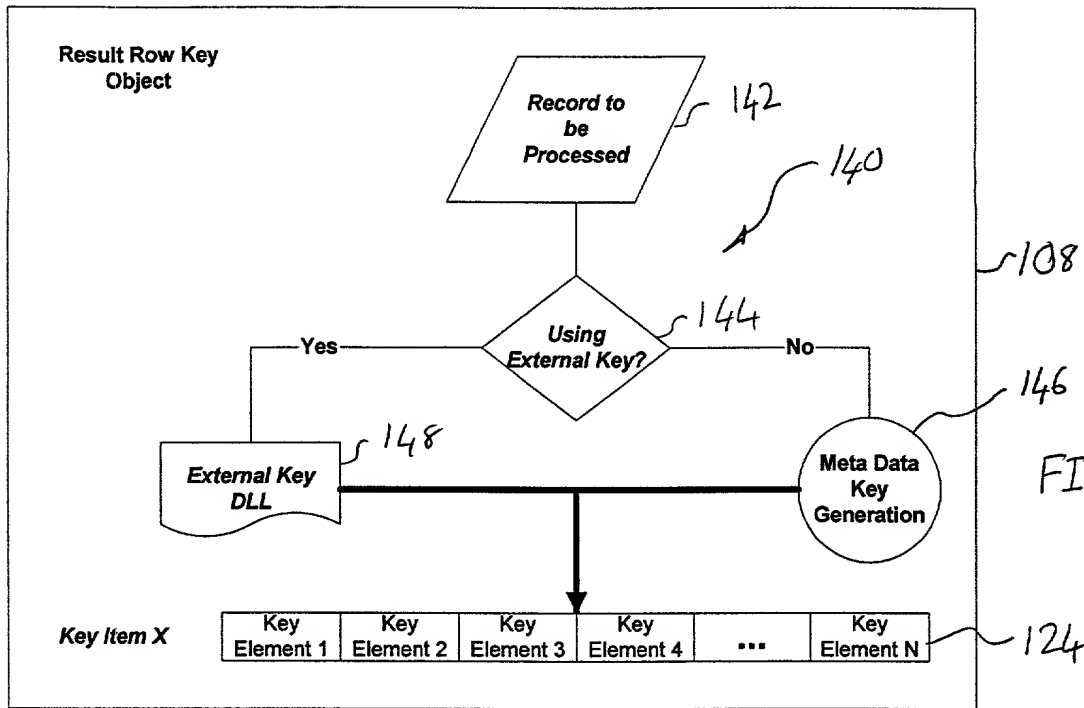 Result Row Key
Object
Record to
be
Processed
142
140
108
Using
External Key?
144
Yes
No
146
External Key
DLL
148
Meta Data
Key
Generation
FI
Key Item X
Key
Element 1
Key
Element 2
Key
Element 3
Key
Element 4
...
Key
Element N
124